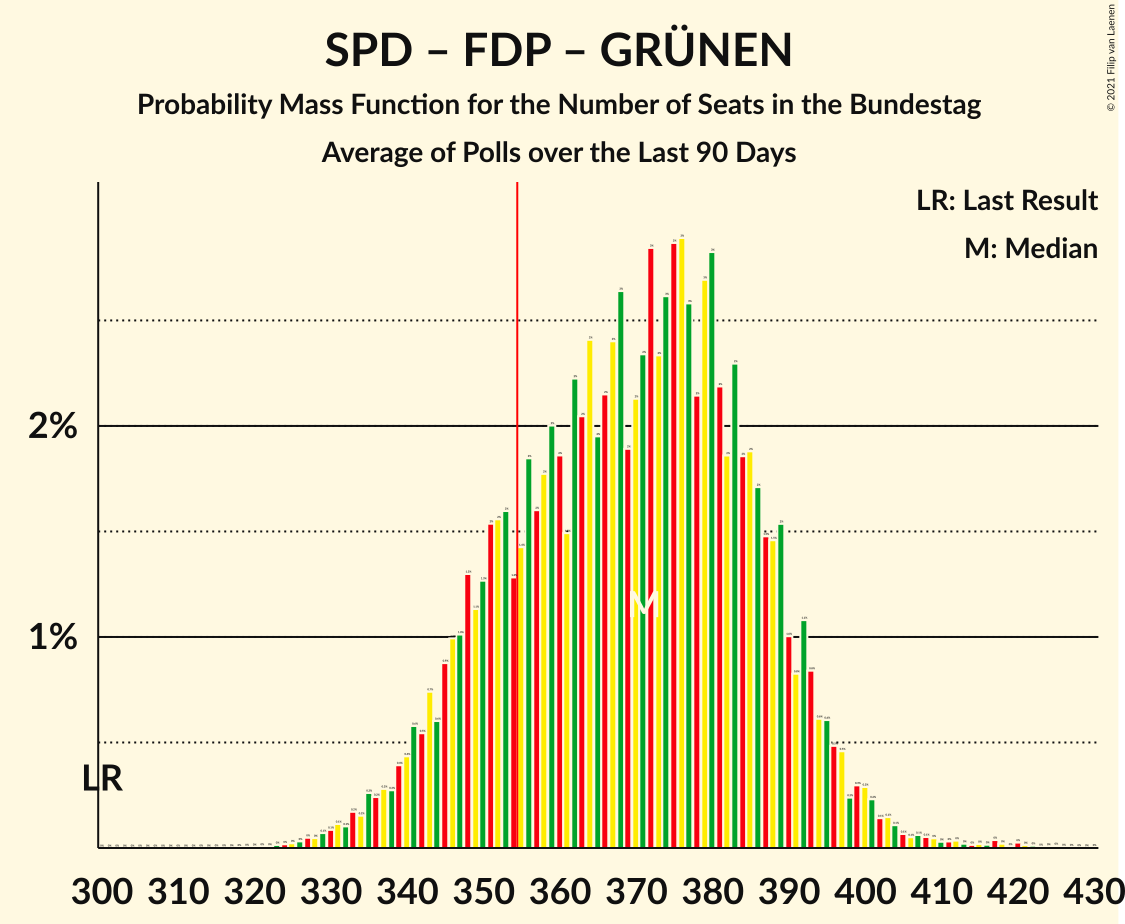 SPD – FDP – GRÜNEN
Probability Mass Function for the Number of Seats in the Bundestag
Average of Polls over the Last 90 Days
© 2021 Filip van Laenen
LR: Last Result
M: Median
2%
1%
M
LR
300 310 320 330 340 350 360 370 380 390 400 410 420 430